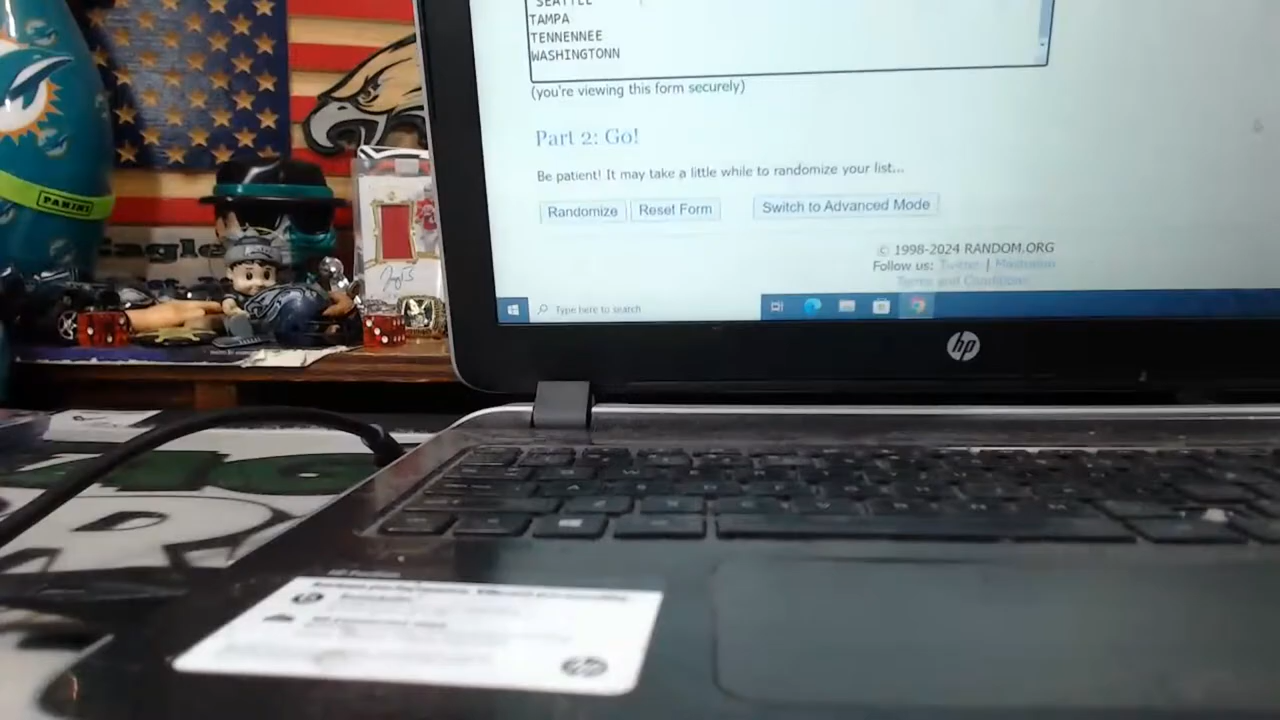 SEATTLE
TAMPA
TENNENNEE
WASHINGTONN
(you're viewing this form securely)
Part 2: Go!
Be patient! It may take a little while to randomize your list...
Randomize
Reset Form
Switch to Advanced Mode
© 1998-2024 RANDOM.ORG
Follow us: Twitter | Mastodon
Terms and Conditions
Type here to search
hp
PANINI
eagle